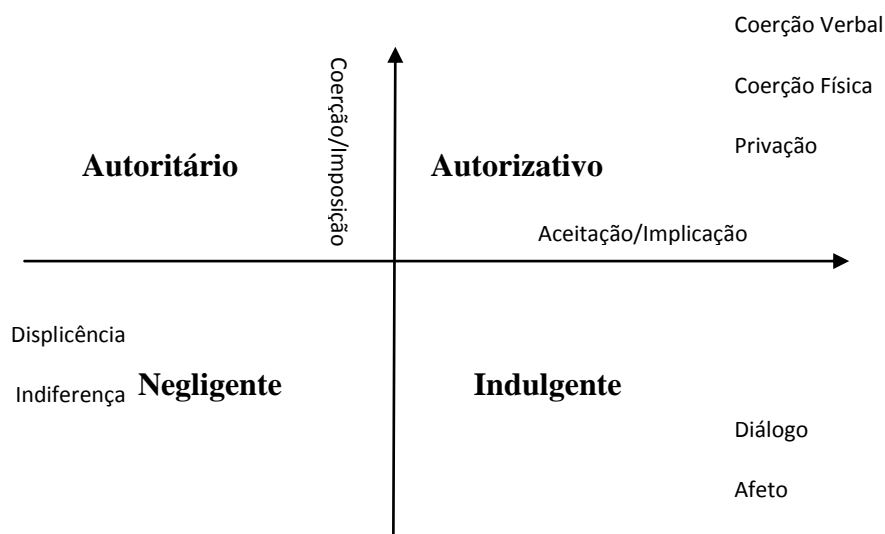 Coerção Verbal
Coerção Física
Privação
Coerção/Imposição
Autoritário
Autorizativo
Aceitação/Implicação
Displicência
Indiferença
Negligente
Indulgente
Diálogo
Afeto